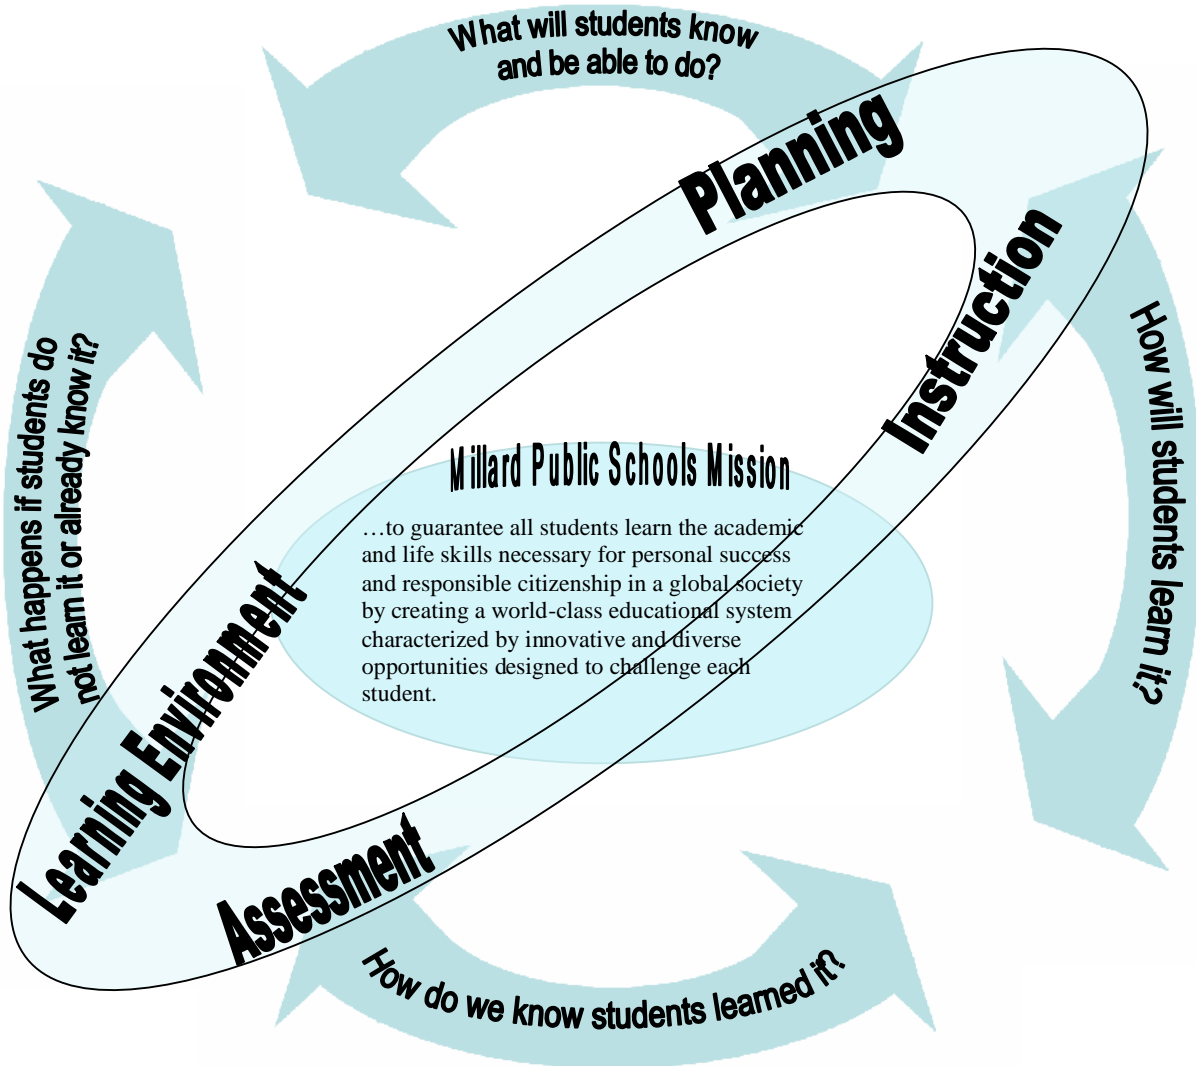 What will students know
and be able to do?
Planning
Instruction
How will students learn it?
What happens if students do
not learn it or already know it?
Millard Public Schools Mission
…to guarantee all students learn the academic
and life skills necessary for personal success
and responsible citizenship in a global society
by creating a world-class educational system
characterized by innovative and diverse
opportunities designed to challenge each
student.
Learning Environment
Assessment
How do we know students learned it?